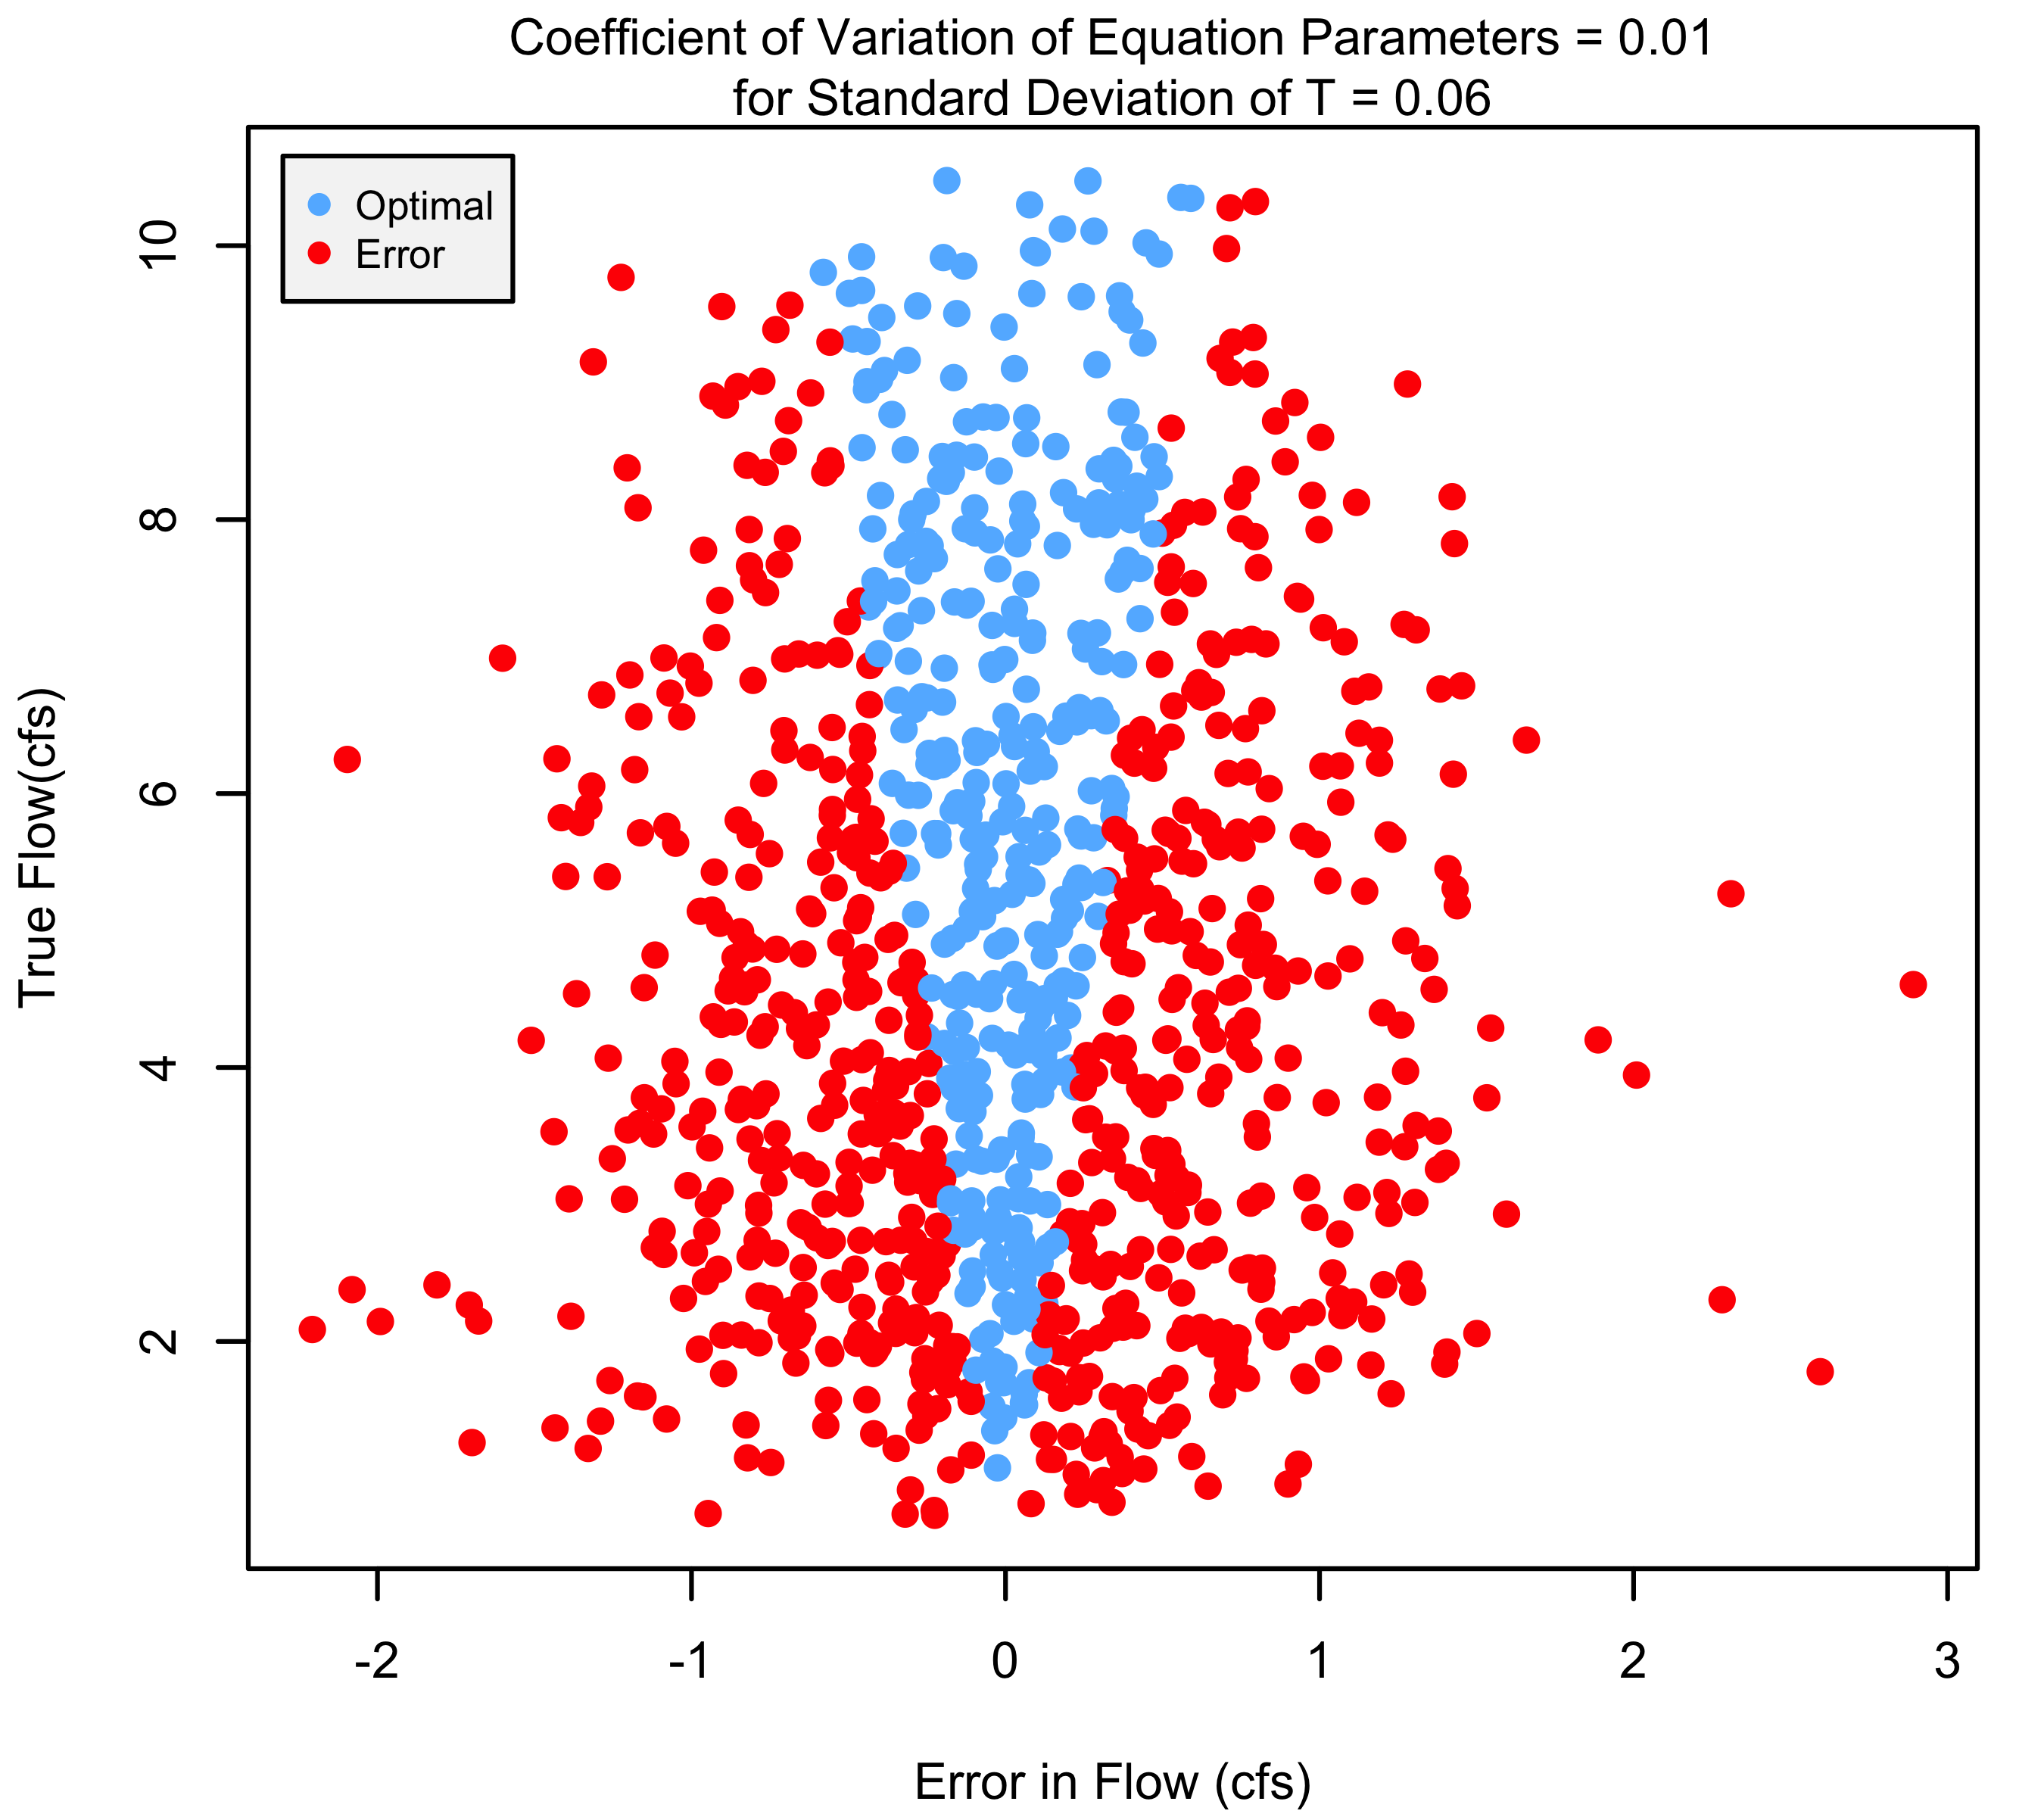 Coefficient of Variation of Equation Parameters = 0.01
for Standard Deviation of T = 0.06
Optimal
Error
True Flow(cfs)
10
8
6
4
2
-2 -1 0 1 2 3
Error in Flow (cfs)